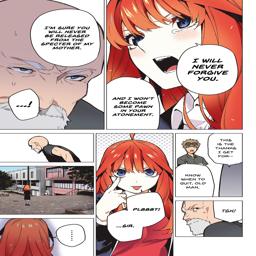 I WILL
NEVER
FORGIVE
YOU.
AND I WON'T
BECOME
SOME PAWN
IN YOUR
ATONEMENT.
I'M SURE YOU
WILL NEVER
BE RELEASED
FROM THE
SPECTER OF MY
MOTHER.
....!
THIS
IS THE
THANKS
I GET
FOR--
KNOW
WHEN TO
QUIT, OLD
MAN.
TCH!
PLBBBT!
...SIR.